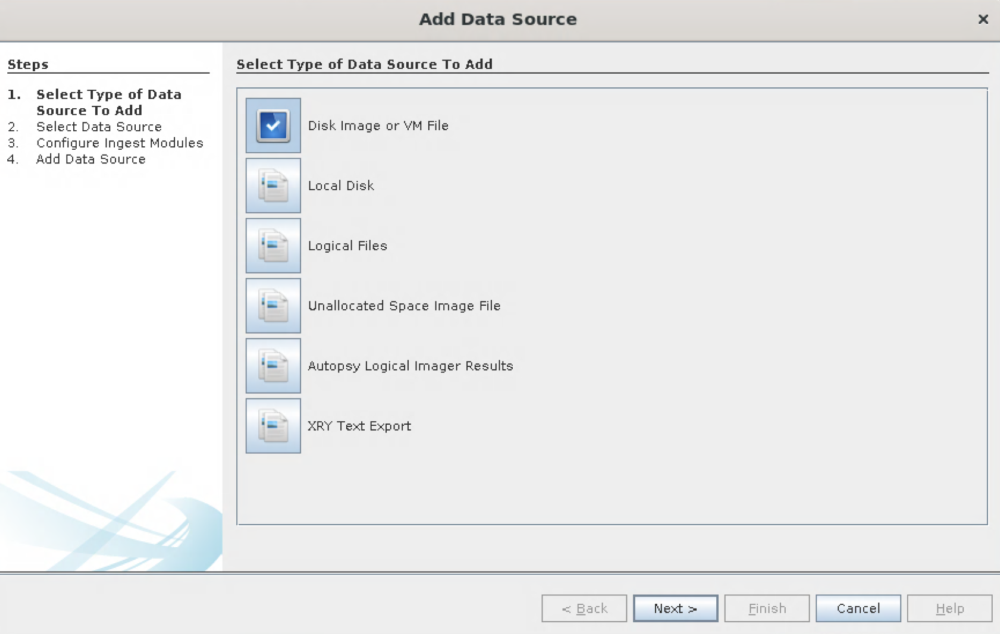 Add Data Source
×
Steps
1. Select Type of Data
Source To Add
2. Select Data Source
3. Configure Ingest Modules
4. Add Data Source
Select Type of Data Source To Add
Disk Image or VM File
Local Disk
Logical Files
Unallocated Space Image File
Autopsy Logical Imager Results
XRY Text Export
< Back
Next >
Finish
Cancel
Help